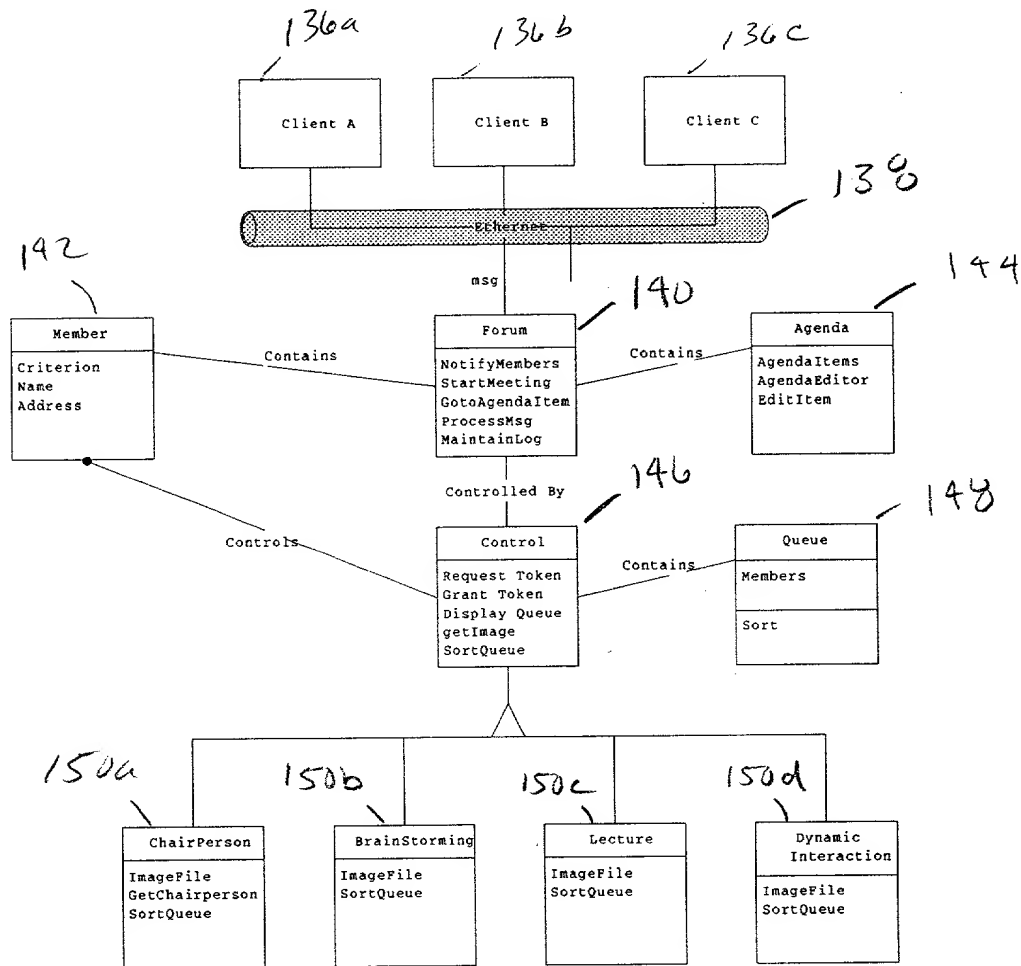 136a
136b
136c
Client A
Client B
Client C
138
Ethernet
142
msg
140
144
Member
Criterion
Name
Address
Contains
Forum
NotifyMembers
StartMeeting
GotoAgendaItem
ProcessMsg
MaintainLog
Contains
Agenda
AgendaItems
AgendaEditor
EditItem
Controlled By
146
148
Controls
Control
Request Token
Grant Token
Display Queue
getImage
SortQueue
Contains
Queue
Members
Sort
150a
150b
150c
150d
ChairPerson
ImageFile
GetChairperson
SortQueue
BrainStorming
ImageFile
SortQueue
Lecture
ImageFile
SortQueue
Dynamic
Interaction
ImageFile
SortQueue